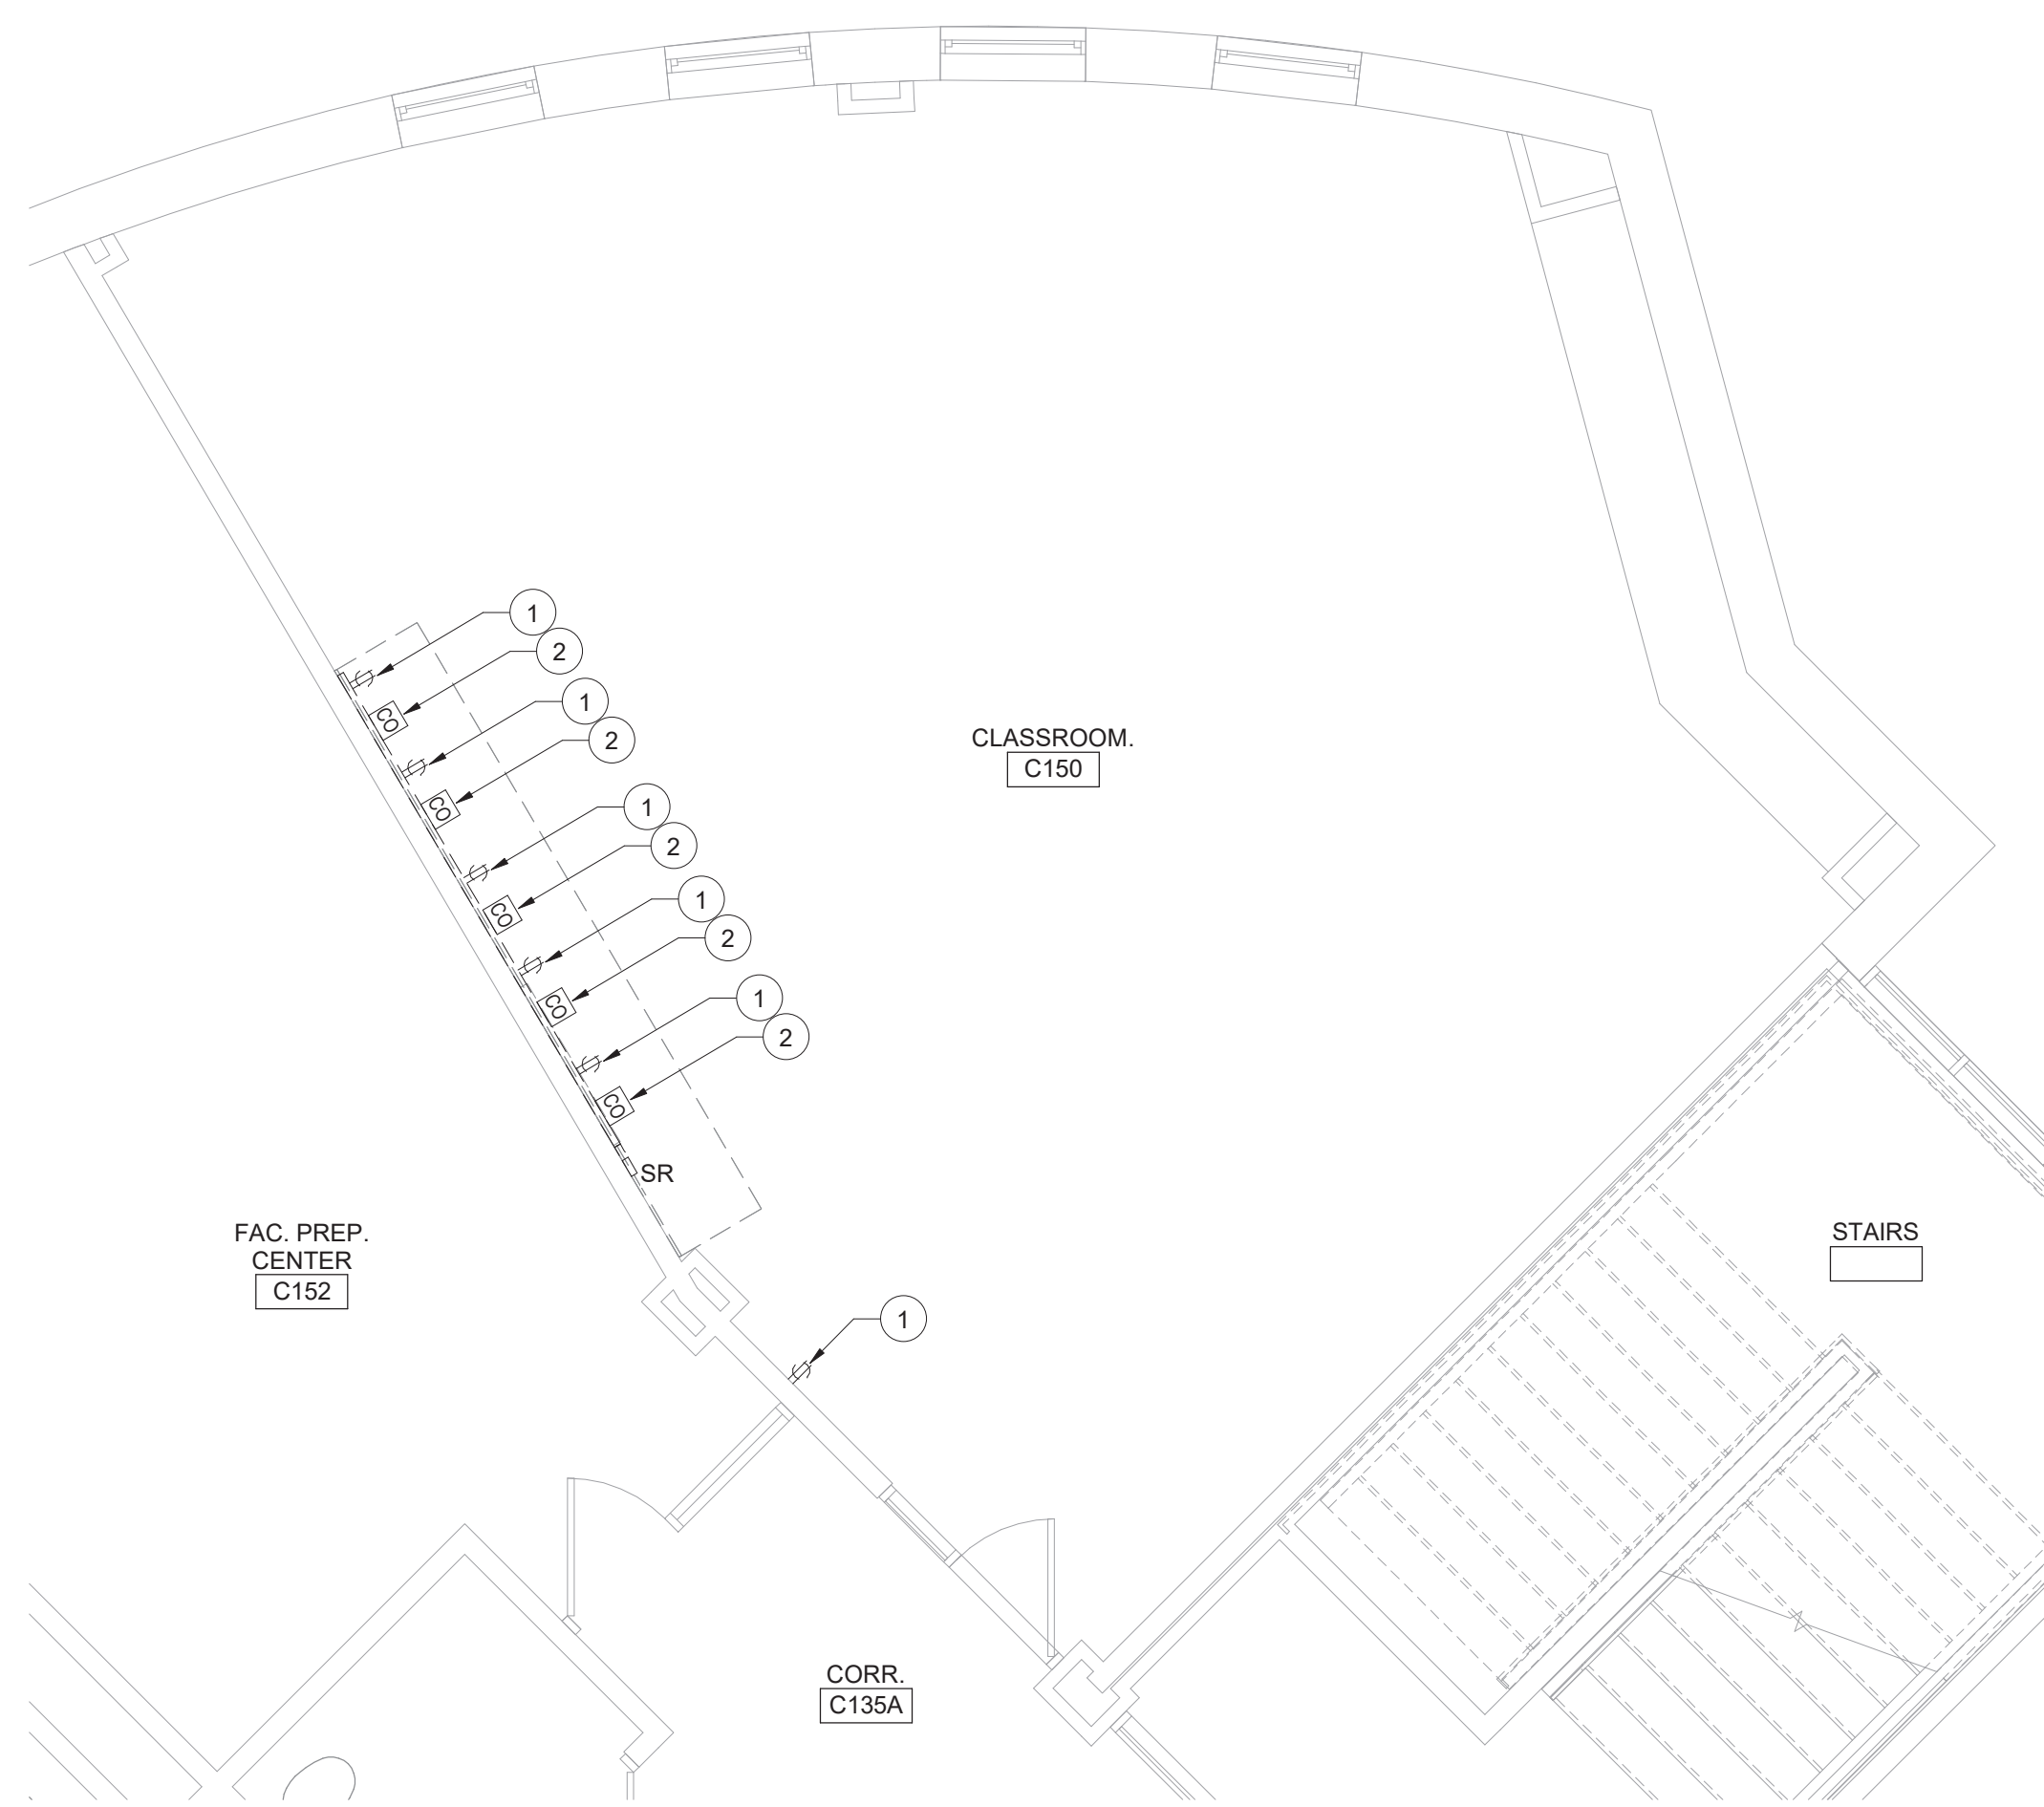 1
2
CO
1
2
CO
CLASSROOM.
C150
1
2
CO
1
2
CO
1
2
CO
SR
FAC. PREP.
CENTER
C152
STAIRS
1
CORR.
C135A